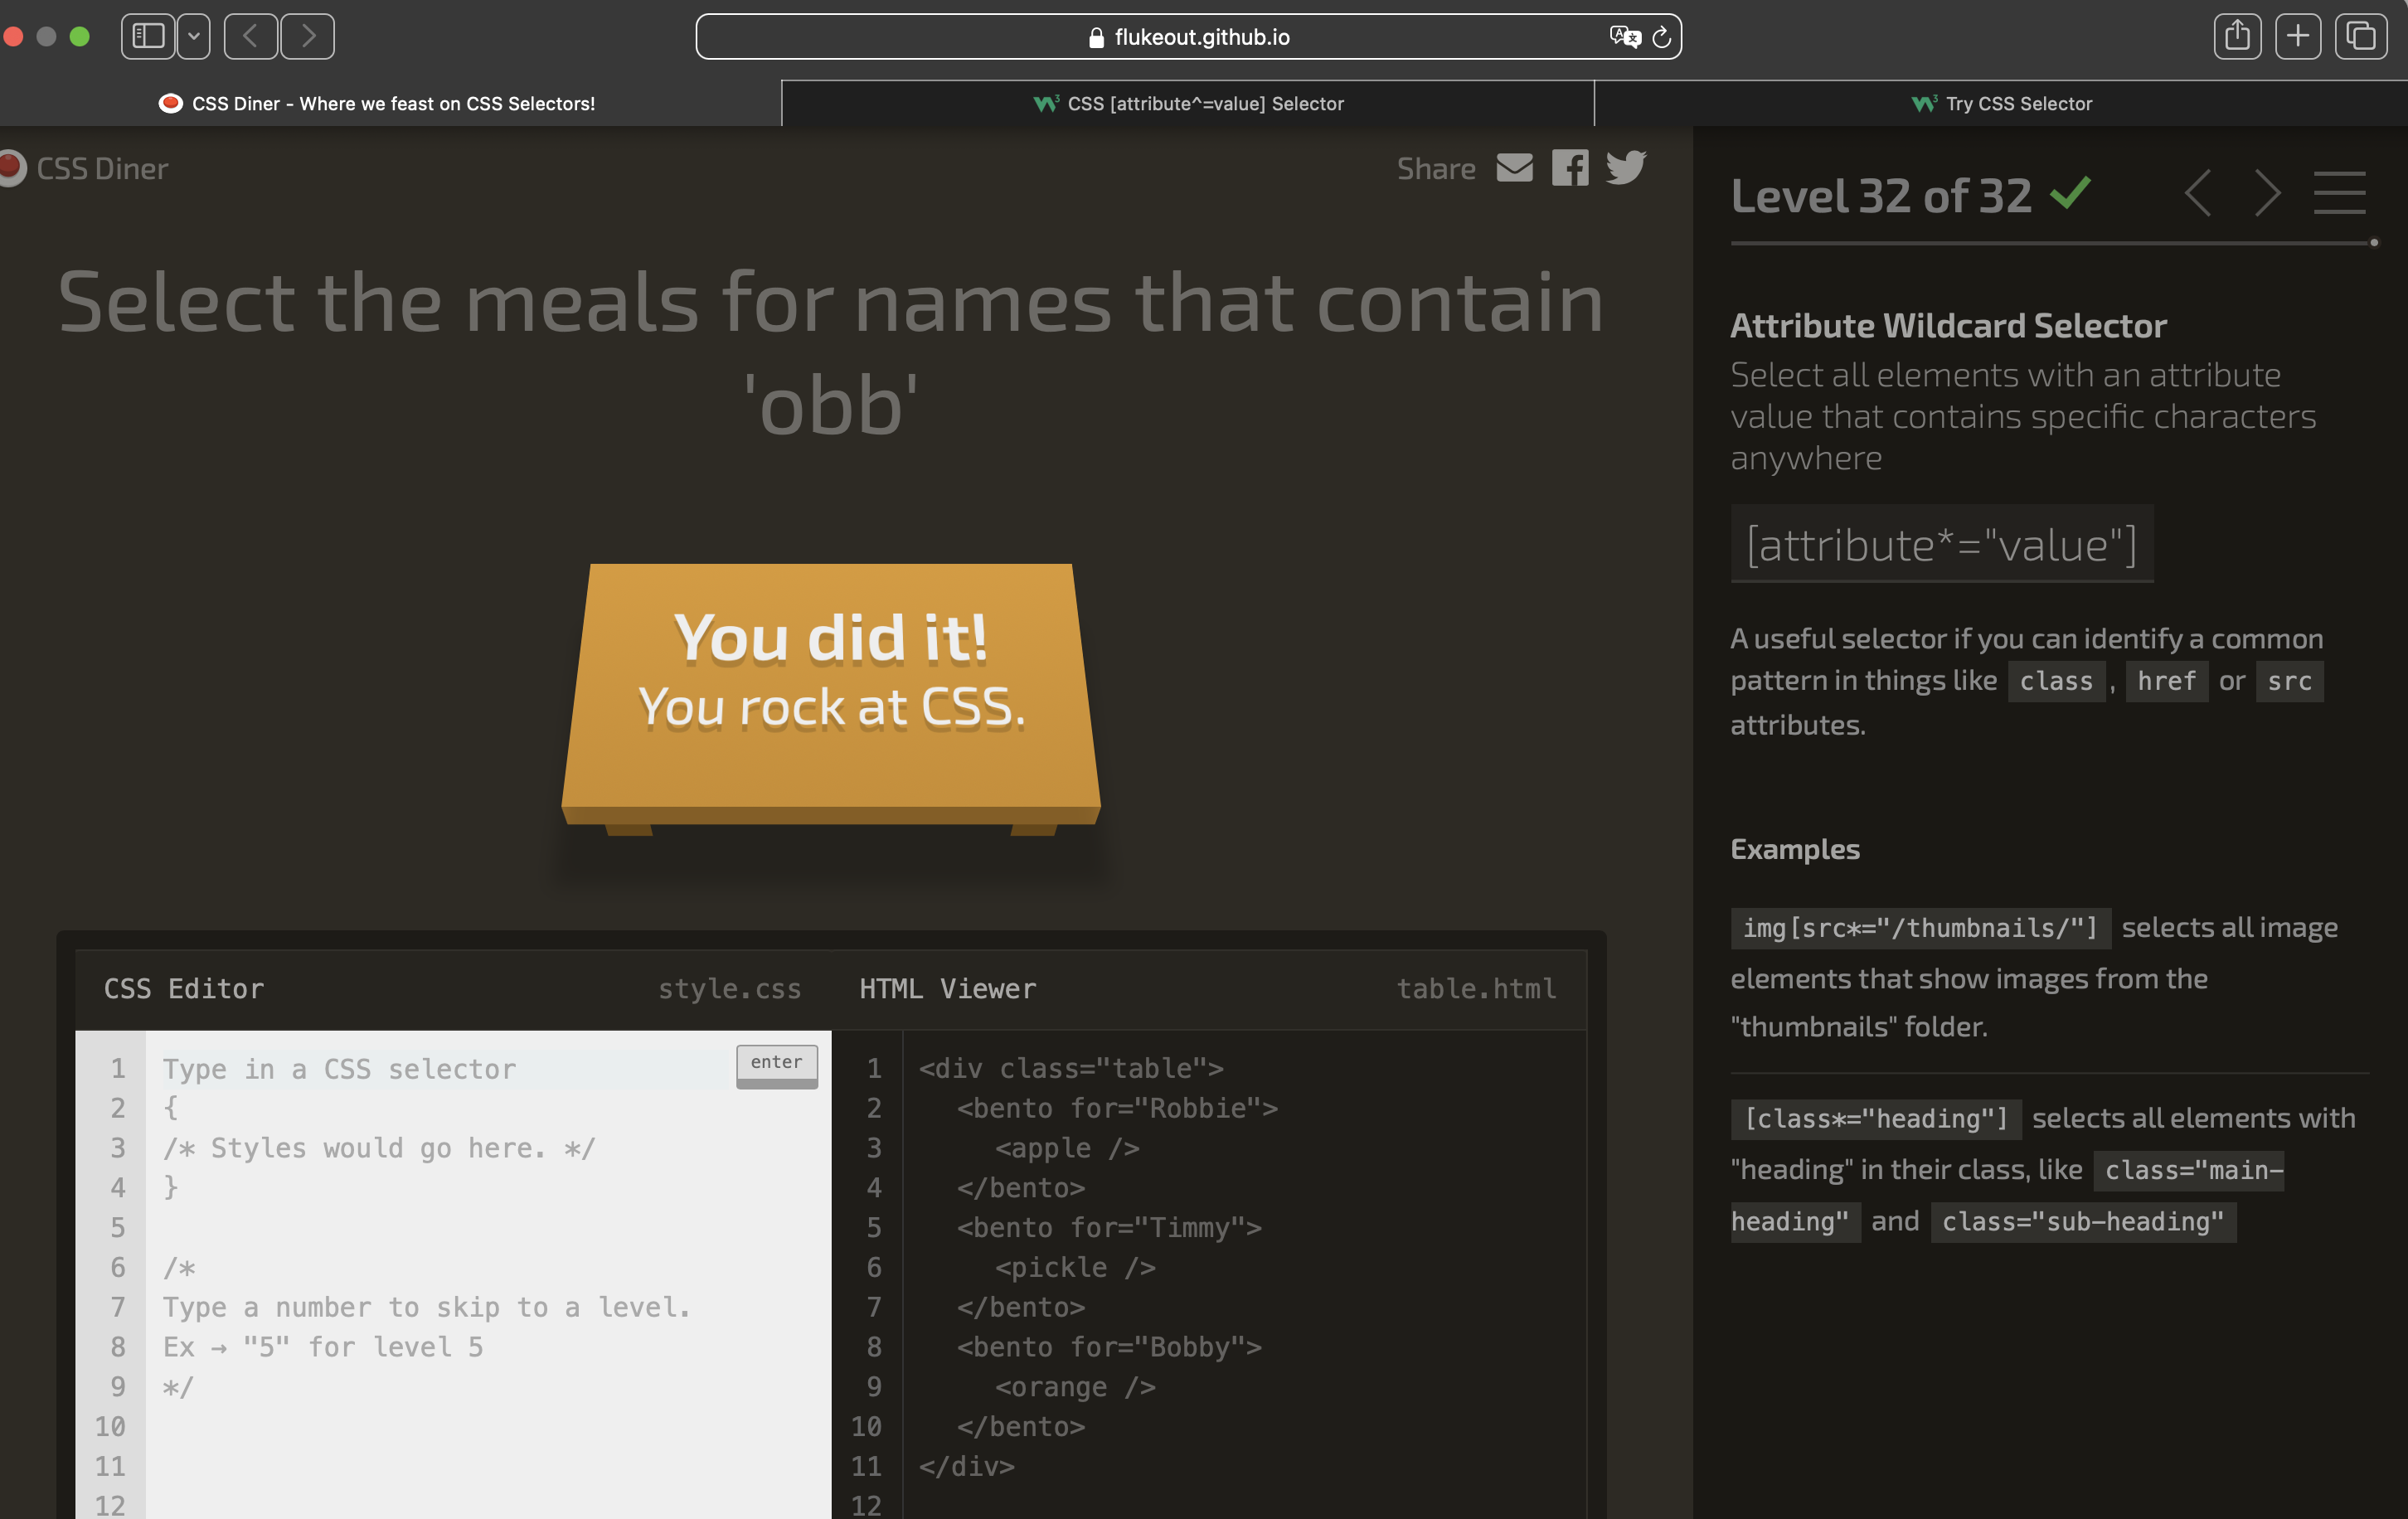 flukeout.github.io
CSS Diner - Where we feast on CSS Selectors!
CSS [attribute^=value] Selector
Try CSS Selector
CSS Diner
Share
Select the meals for names that contain
'obb'
You did it!
You rock at CSS.
CSS Editor
style.css
1 Type in a CSS selector
enter
2 {
3 /* Styles would go here. */
4 }
5
6 /*
7 Type a number to skip to a level.
8 Ex → "5" for level 5
9 */
10
11
12
HTML Viewer
table.html
1 <div class="table">
2 <bento for="Robbie">
3 <apple />
4 </bento>
5 <bento for="Timmy">
6 <pickle />
7 </bento>
8 <bento for="Bobby">
9 <orange />
10 </bento>
11 </div>
12
Level 32 of 32
Attribute Wildcard Selector
Select all elements with an attribute
value that contains specific characters
anywhere
[attribute*="value"]
A useful selector if you can identify a common
pattern in things like class , href or src
attributes.
Examples
img[src*="/thumbnails/"] selects all image
elements that show images from the
"thumbnails" folder.
[class*="heading"] selects all elements with
"heading" in their class, like class="main-
heading" and class="sub-heading"